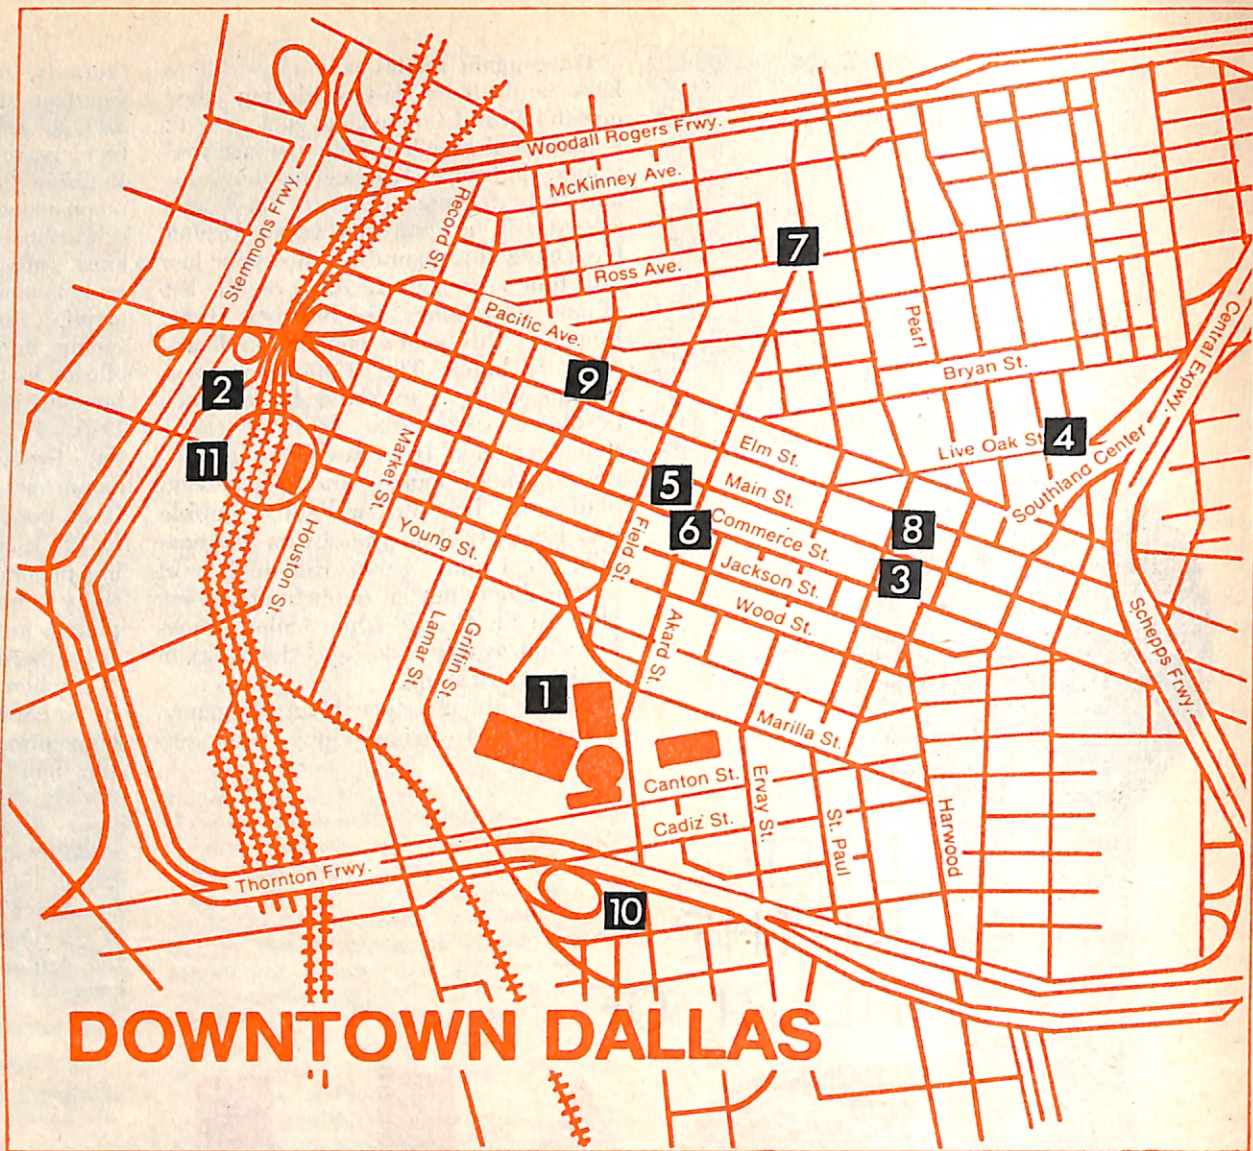 Woodall Rogers Frwy.
McKinney Ave.
Record St.
Stemmons Frwy.
7
Ross Ave.
Pacific Ave.
Pearl
Central Expwy.
2
9
Bryan St.
11
Market St.
Elm St.
Live Oak St.
4
Southland Center
5
Main St.
6
Commerce St.
8
Young St.
Field St.
Houston St.
Jackson St.
3
Wood St.
Lamar St.
Griffin St.
Akard St.
Schepps Frwy.
1
Marilla St.
Canton St.
Ervay St.
Cadiz St.
St. Paul
Harwood
Thornton Frwy.
10
DOWNTOWN DALLAS